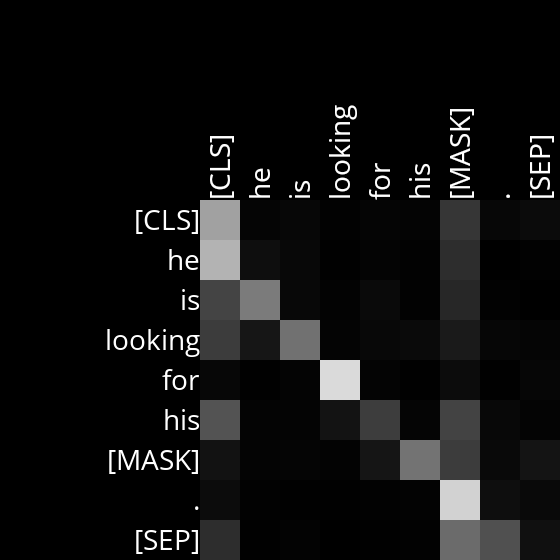 [CLS]
he
is
looking
for
his
[MASK]
.
[SEP]
[CLS]
he
is
looking
for
his
[MASK]
.
[SEP]